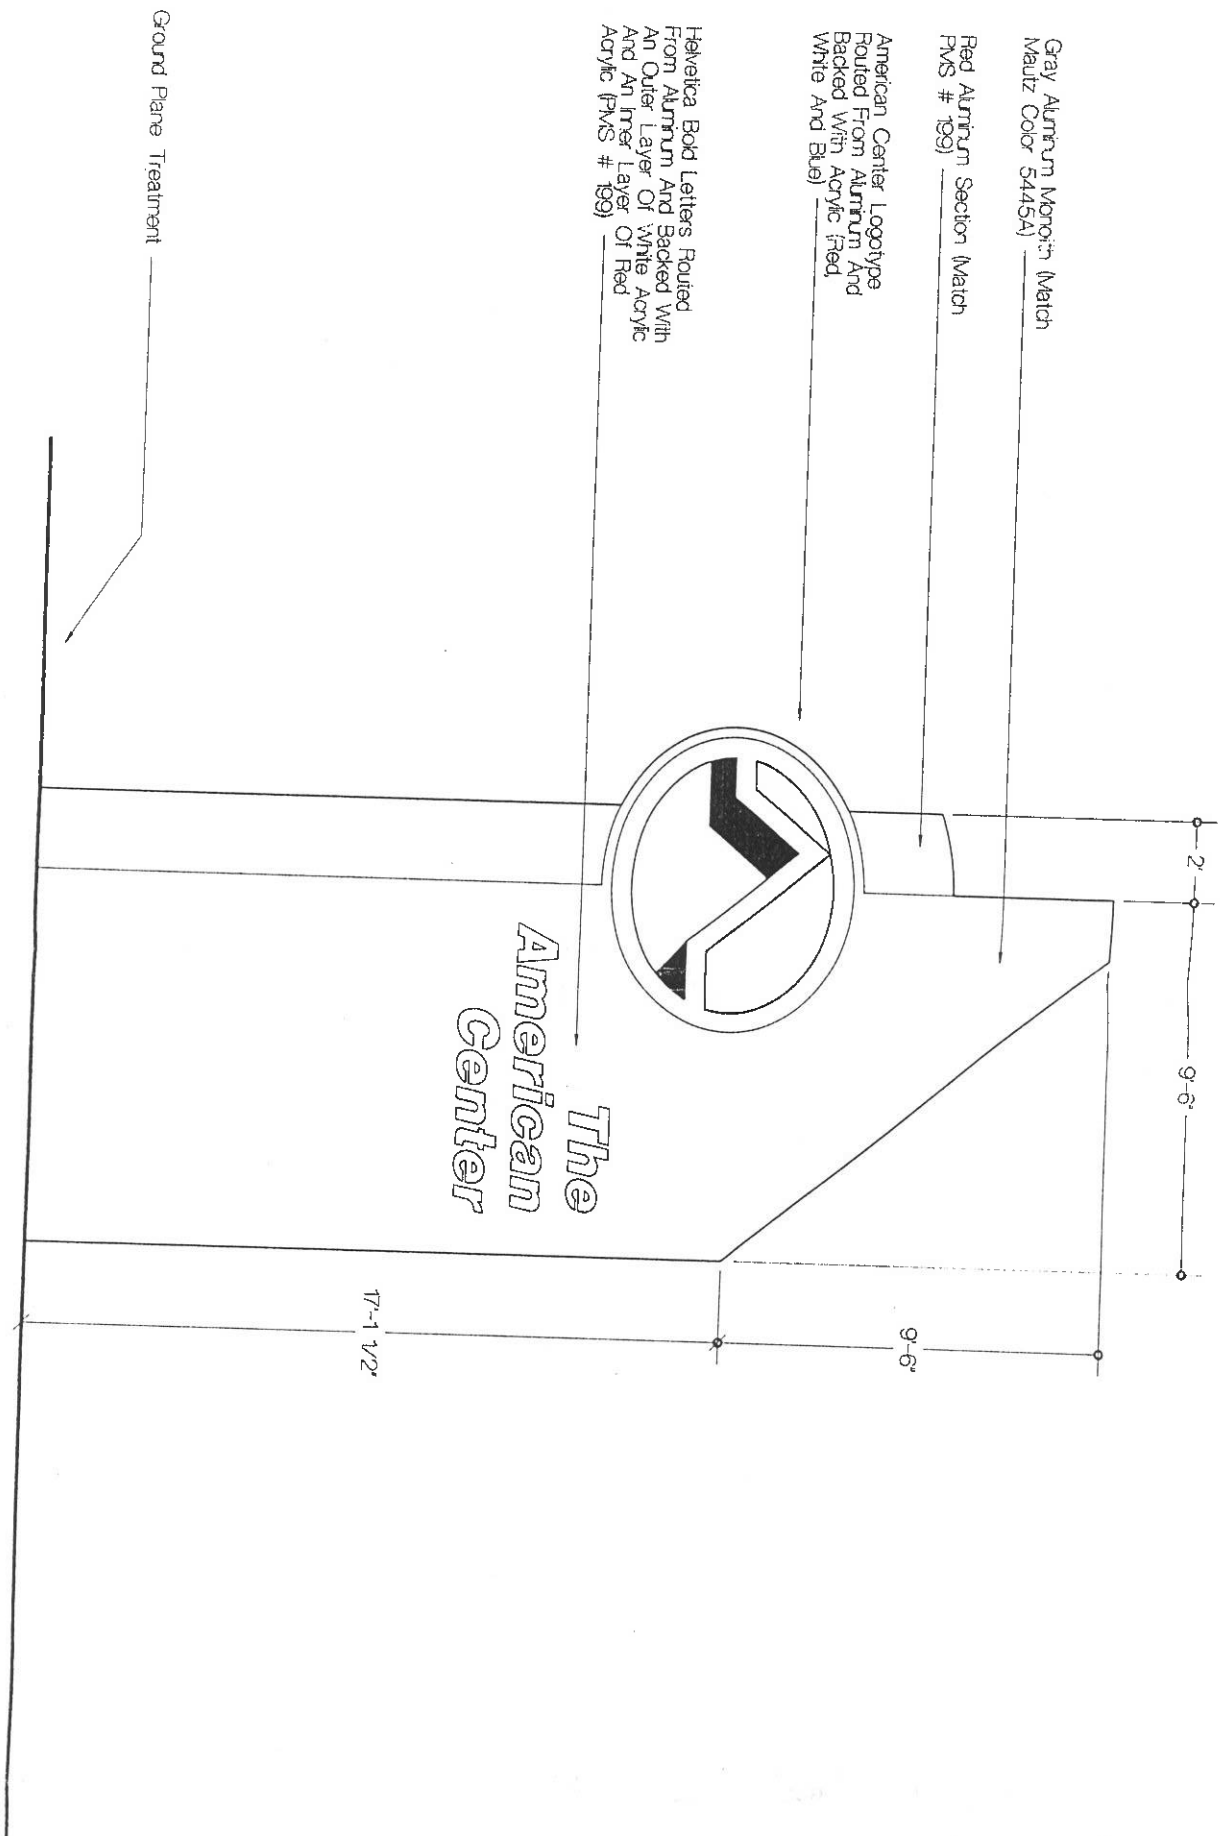 Gray Aluminum Monolith (Match
Mautz Color 5445A)
Red Aluminum Section (Match
PMS # 199)
American Center Logotype
Routed From Aluminum And
Backed With Acrylic (Red,
White And Blue)
Helvetica Bold Letters Routed
From Aluminum And Backed With
An Outer Layer Of White Acrylic
And An Inner Layer Of Red
Acrylic (PMS # 199)
Ground Plane Treatment
2'
9'-6"
The
American
Center
9'-6"
17'-1 1/2"